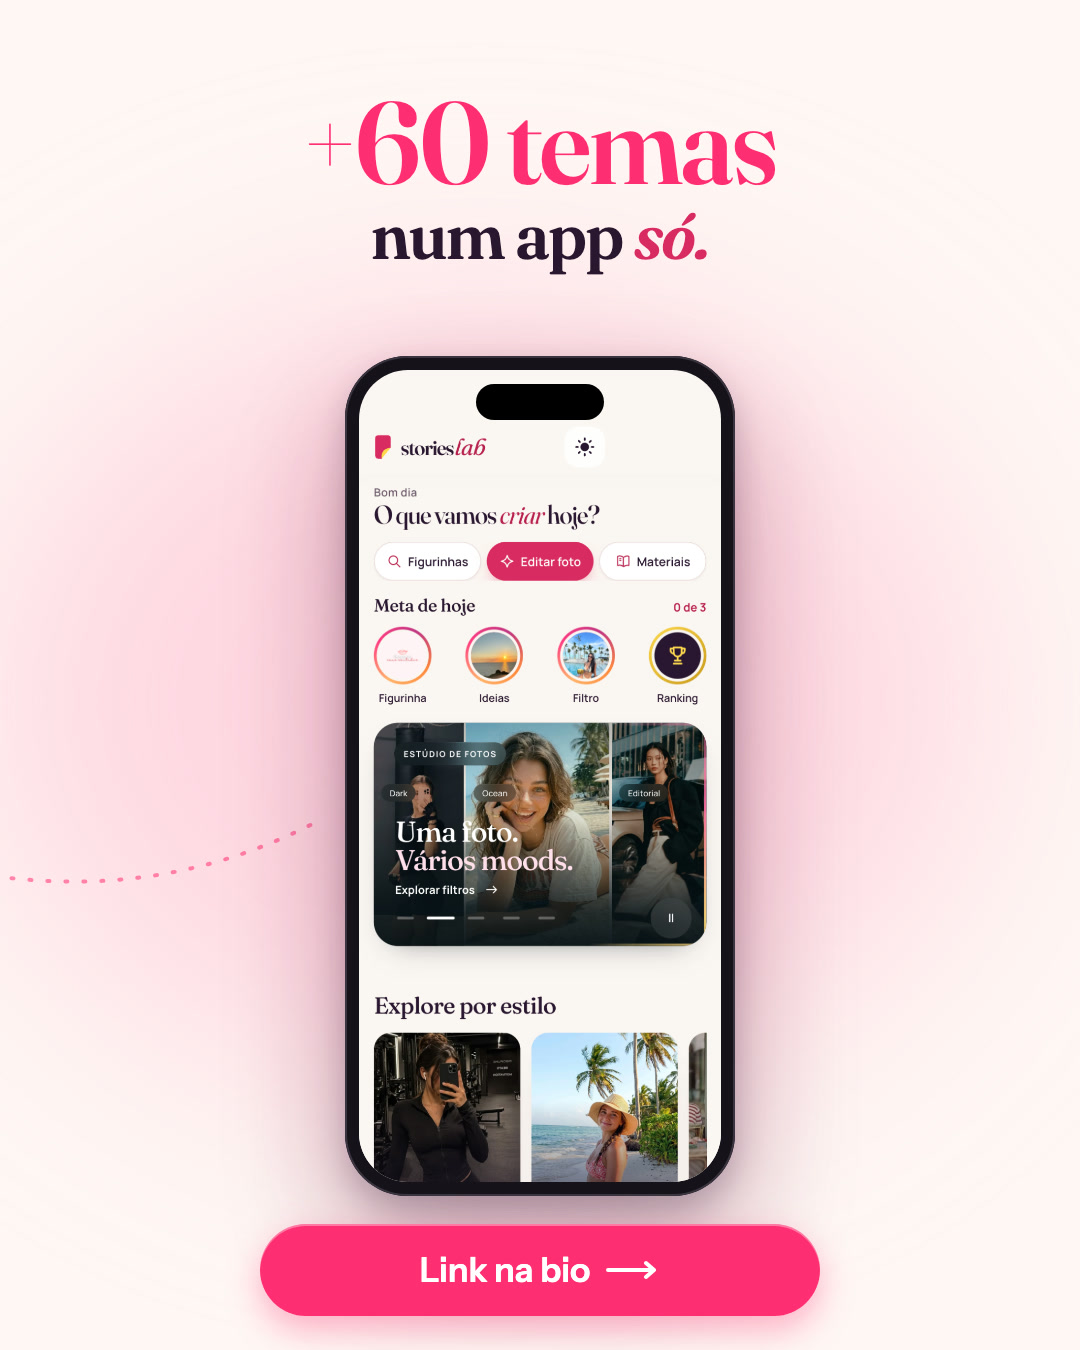 +60 temas
num app só.
storieslab
Bom dia
O que vamos criar hoje?
Figurinhas
Editar foto
Materiais
Meta de hoje
0 de 3
Figurinha
Ideias
Filtro
Ranking
ESTÚDIO DE FOTOS
Dark
Ocean
Editorial
Uma foto.
Vários moods.
Explorar filtros →
Explore por estilo
Link na bio →